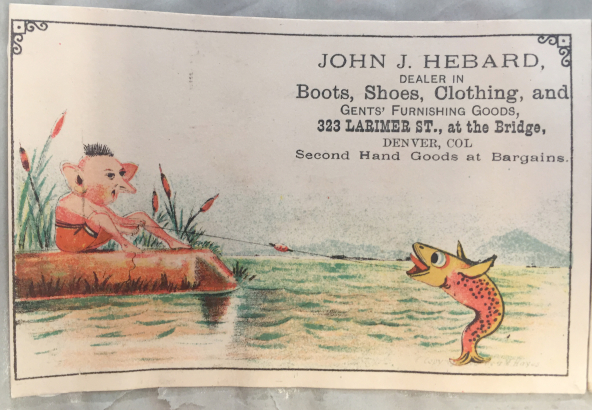 JOHN J. HEBARD,
DEALER IN
Boots, Shoes, Clothing, and
GENTS' FURNISHING GOODS,
323 LARIMER ST., at the Bridge,
DENVER, COL
Second Hand Goods at Bargains.